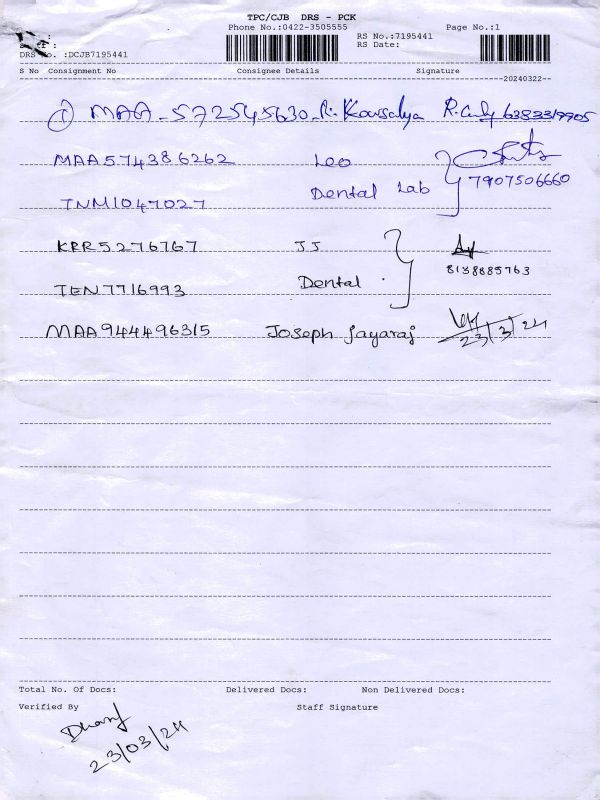 TPC/CJB DRS - PCK
Phone No.:0422-3505555 Page No.:1
RS No.:7195441
RS Date:
DRS No. :DCJB7195441
S No Consignment No Consignee Details Signature
20240322
1) MAA-572545630 R. Kousalya 6383319905
MAA574386262 Leo
Dental Lab 7907506660
TNM1047027
KRR5276767 JJ
8138885763
TEN7716993 Dental
MAA944496315 Joseph Jayaraj
23/3/24
Total No. Of Docs: Delivered Docs: Non Delivered Docs:
Verified By Staff Signature
23/03/24